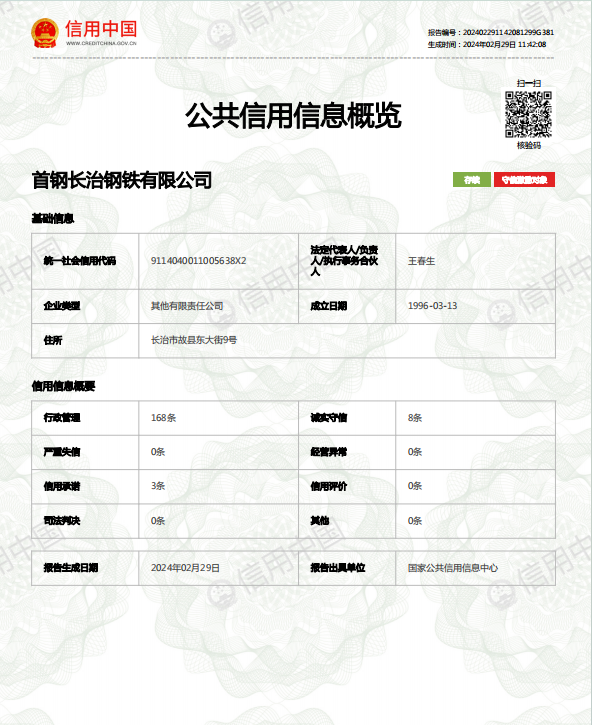 信用中国
WWW.CREDITCHINA.GOV.CN
报告编号：202402291142081299G381
生成时间：2024年02月29日 11:42:08
扫一扫
核验码
公共信用信息概览
首钢长治钢铁有限公司
存续
守信激励对象
基础信息
统一社会信用代码
9114040011005638X2
法定代表人/负责
人/执行事务合伙
人
王春生
企业类型
其他有限责任公司
成立日期
1996-03-13
住所
长治市故县东大街9号
信用信息概要
行政管理
168条
诚实守信
8条
严重失信
0条
经营异常
0条
信用承诺
3条
信用评价
0条
司法判决
0条
其他
0条
报告生成日期
2024年02月29日
报告出具单位
国家公共信用信息中心